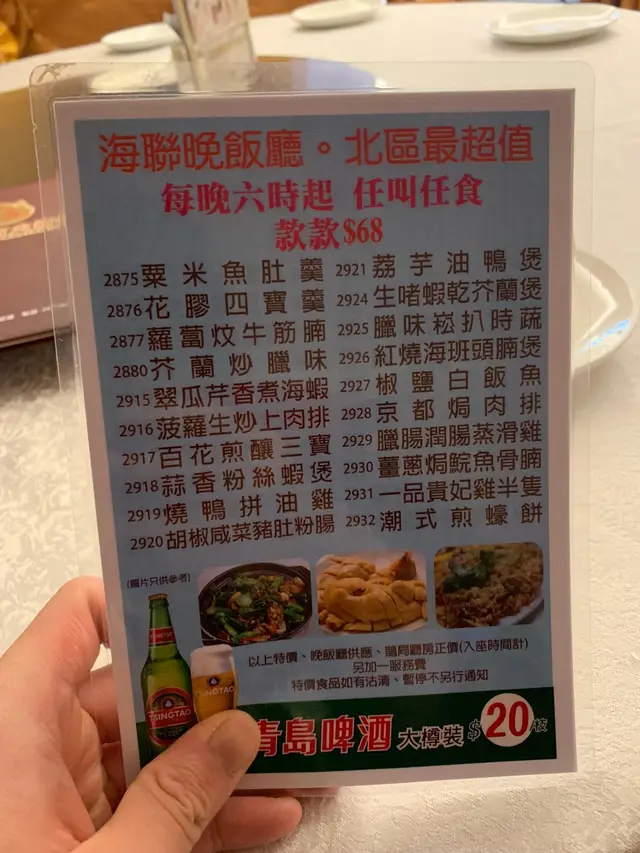 海聯晚飯廳。北區最超值
每晚六時起 任叫任食
款款$68
2875 粟米魚肚羹
2876 花膠四寶羹
2877 蘿蔔炆牛筋腩
2880 芥蘭炒臘味
2915 翠瓜芹香煮海蝦
2916 菠蘿生炒上肉排
2917 百花煎釀三寶
2918 蒜香粉絲蝦煲
2919 燒鴨拼油雞
2920 胡椒咸菜豬肚粉腸
2921 荔芋油鴨煲
2924 生啫蝦乾芥蘭煲
2925 臘味崧扒時蔬
2926 紅燒海班頭腩煲
2927 椒鹽白飯魚
2928 京都焗肉排
2929 臘腸潤腸蒸滑雞
2930 薑蔥焗鯇魚骨腩
2931 一品貴妃雞半隻
2932 潮式煎蠔餅
(圖片只供參考)
以上特價、晚飯廳供應、鵲局廳房正價(入座時間計)
另加一服務費
特價食品如有沽清、暫停不另行通知
TSINGTAO
TSINGTAO
TSINGTAO
青島啤酒 大樽裝 $20/枝